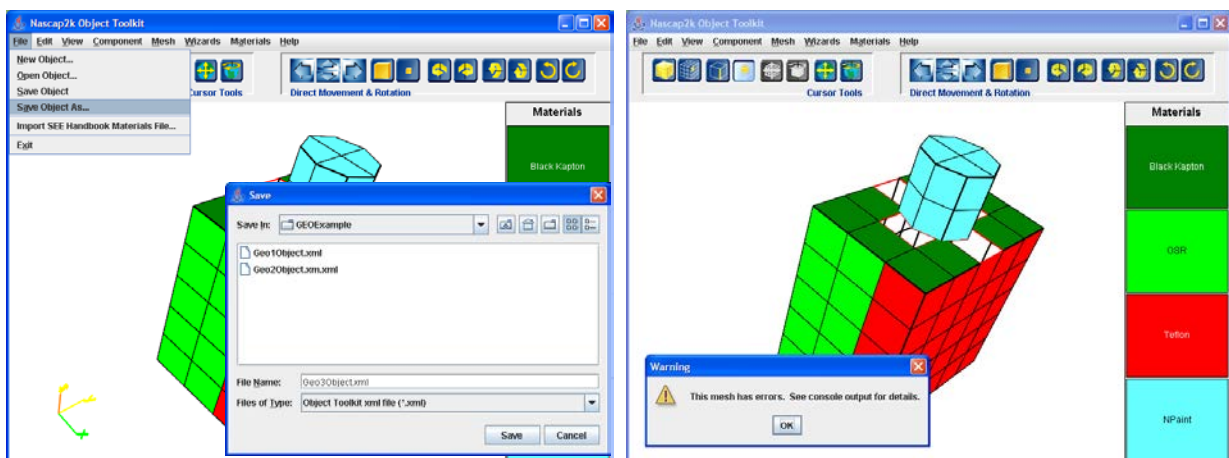 Nascap2k Object Toolkit
File Edit View Component Mesh Wizards Materials Help
New Object...
Open Object...
Save Object
Save Object As...
Import SEE Handbook Materials File...
Exit
Cursor Tools
Direct Movement & Rotation
Materials
Black Kapton
Save
Save In: GEOExample
Geo1Object.xml
Geo2Object.xm.xml
File Name: Geo3Object.xml
Files of Type: Object Toolkit xml file (*.xml)
Save Cancel
Nascap2k Object Toolkit
File Edit View Component Mesh Wizards Materials Help
Cursor Tools
Direct Movement & Rotation
Materials
Black Kapton
OSR
Teflon
NPaint
Warning
This mesh has errors. See console output for details.
OK